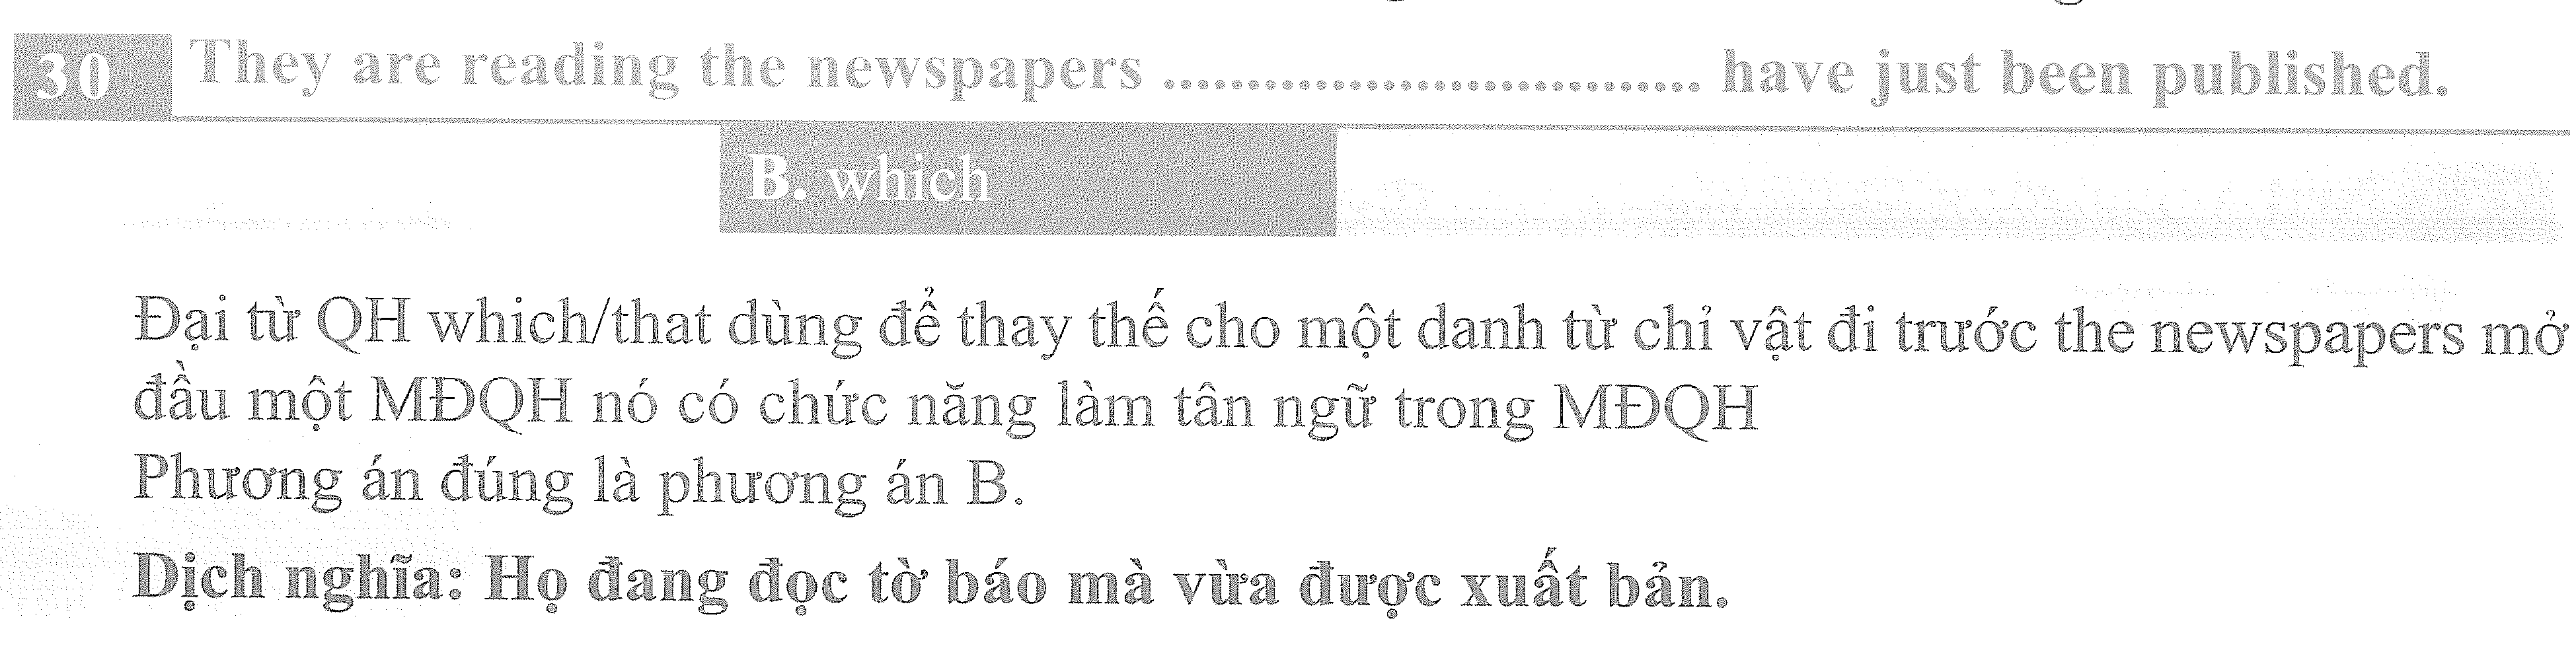 30 They are reading the newspapers ................................ have just been published.
B. which
Đại từ QH which/that dùng để thay thế cho một danh từ chỉ vật đi trước the newspapers mở
đầu một MĐQH nó có chức năng làm tân ngữ trong MĐQH
Phương án đúng là phương án B.
Dịch nghĩa: Họ đang đọc tờ báo mà vừa được xuất bản.